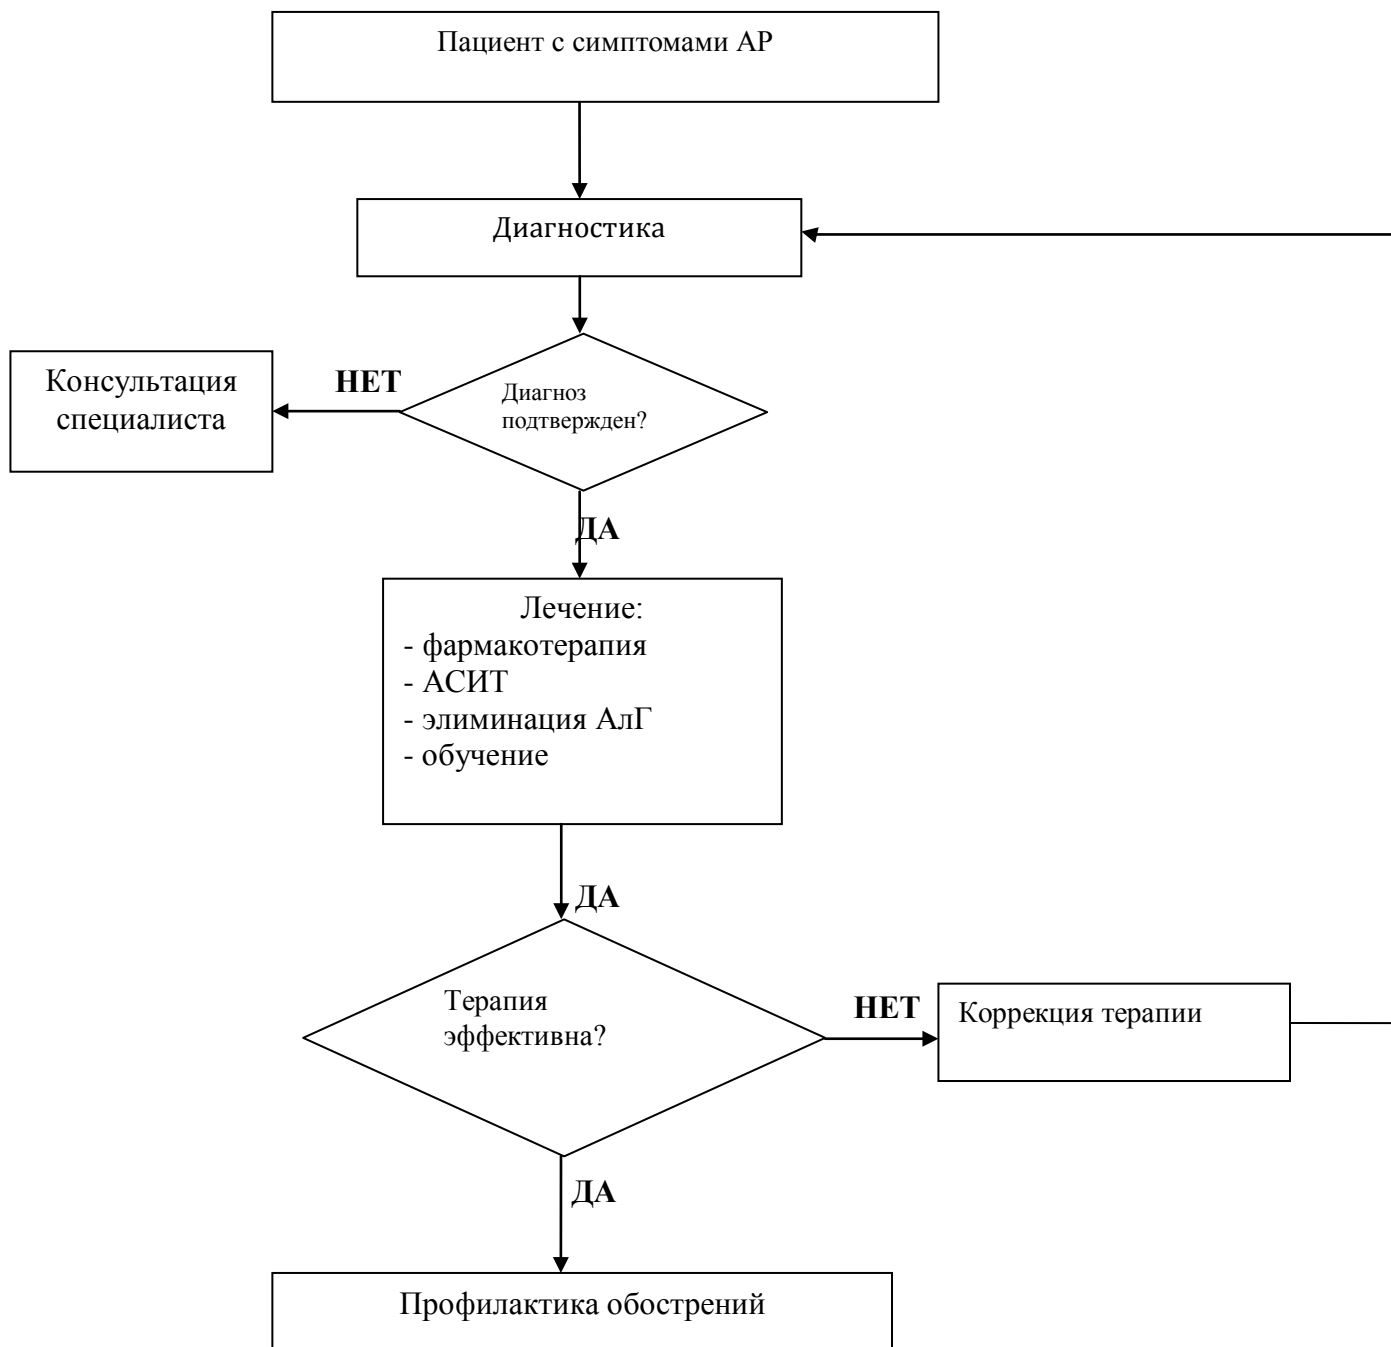 Пациент с симптомами АР
Диагностика
Консультация
специалиста
НЕТ
Диагноз
подтвержден?
ДА
Лечение:
- фармакотерапия
- АСИТ
- элиминация АлГ
- обучение
ДА
Терапия
эффективна?
НЕТ
Коррекция терапии
ДА
Профилактика обострений